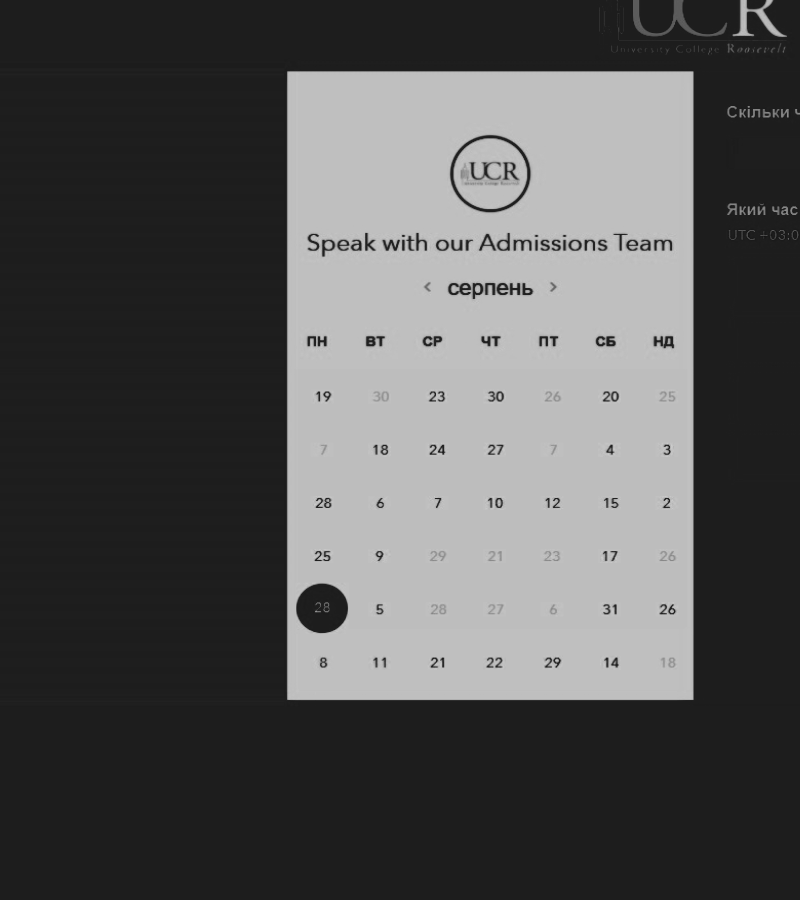 UCR
University College Roosevelt
Скільки ч
UCR
Speak with our Admissions Team
Який час
UTC +03:0
< серпень >
ПН ВТ СР ЧТ ПТ СБ НД
19 30 23 30 26 20 25
7 18 24 27 7 4 3
28 6 7 10 12 15 2
25 9 29 21 23 17 26
28 5 28 27 6 31 26
8 11 21 22 29 14 18